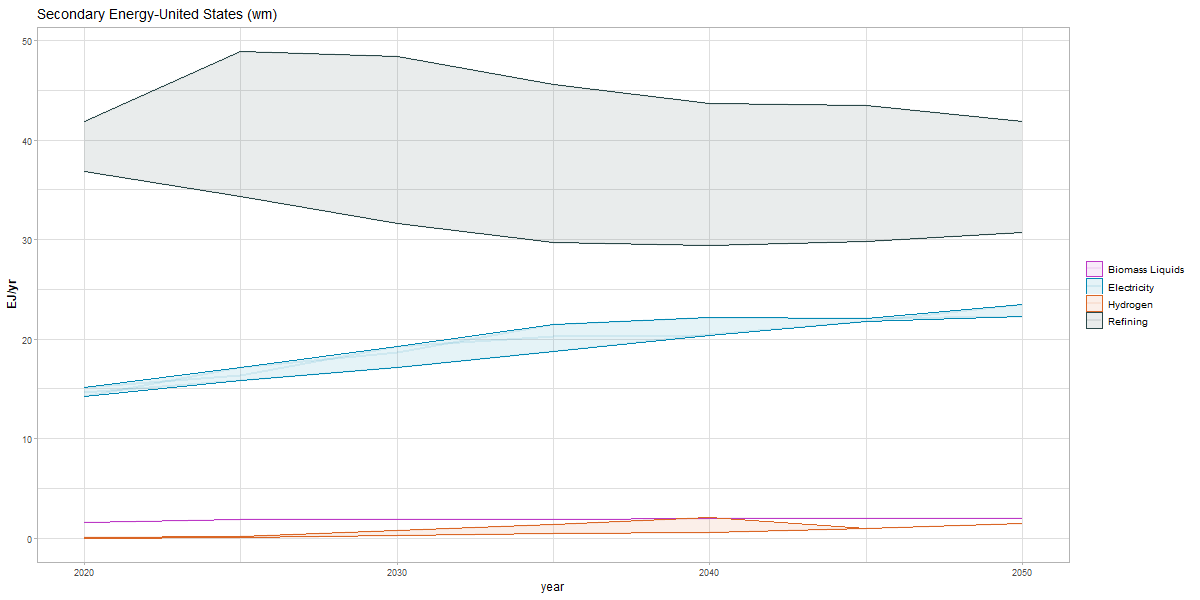 Secondary Energy-United States (wm)
50
40
30
20
10
0
EJ/yr
2020
2030
2040
2050
year
Biomass Liquids
Electricity
Hydrogen
Refining